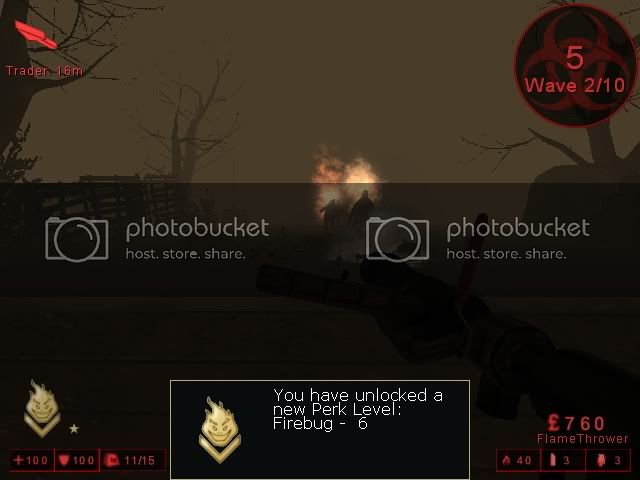 Trader: 16m
5
Wave 2/10
photobucket
host. store. share.
photobucket
host. store. share.
You have unlocked a
new Perk Level:
Firebug - 6
£760
FlameThrower
+100
100
11/15
40
3
3